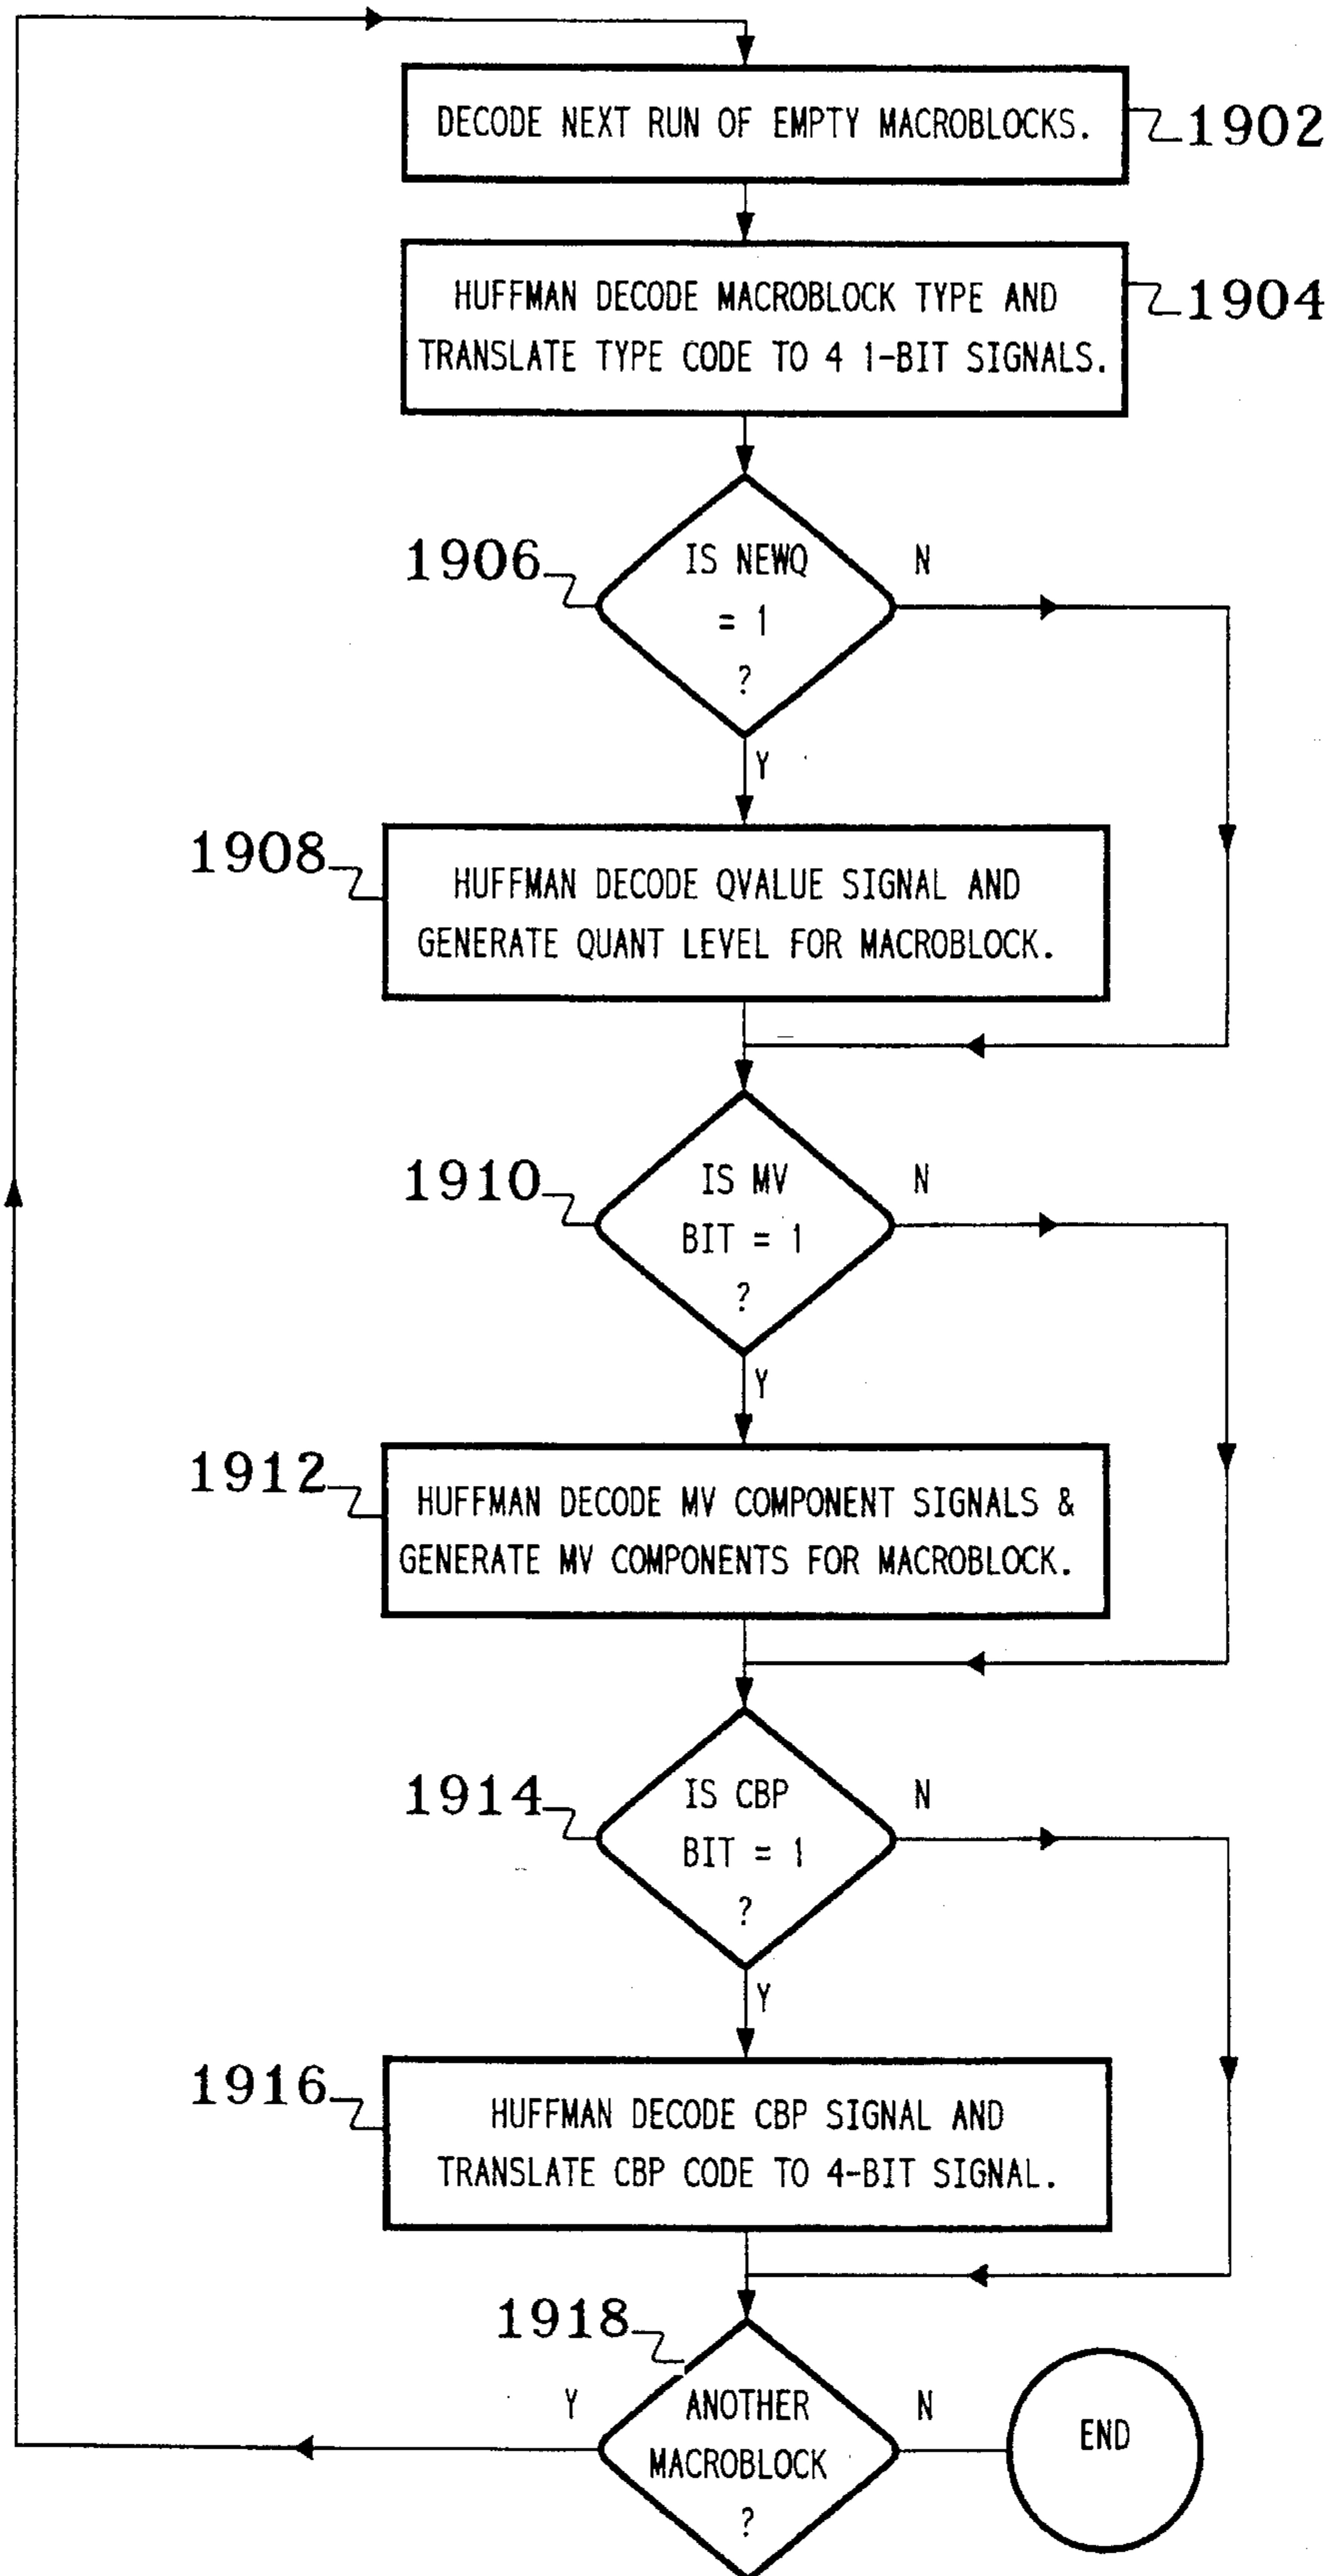 DECODE NEXT RUN OF EMPTY MACROBLOCKS.
1902
HUFFMAN DECODE MACROBLOCK TYPE AND
TRANSLATE TYPE CODE TO 4 1-BIT SIGNALS.
1904
1906
IS NEWQ
= 1
?
N
Y
1908
HUFFMAN DECODE QVALUE SIGNAL AND
GENERATE QUANT LEVEL FOR MACROBLOCK.
1910
IS MV
BIT = 1
?
N
Y
1912
HUFFMAN DECODE MV COMPONENT SIGNALS &
GENERATE MV COMPONENTS FOR MACROBLOCK.
1914
IS CBP
BIT = 1
?
N
Y
1916
HUFFMAN DECODE CBP SIGNAL AND
TRANSLATE CBP CODE TO 4-BIT SIGNAL.
1918
Y
ANOTHER
MACROBLOCK
?
N
END